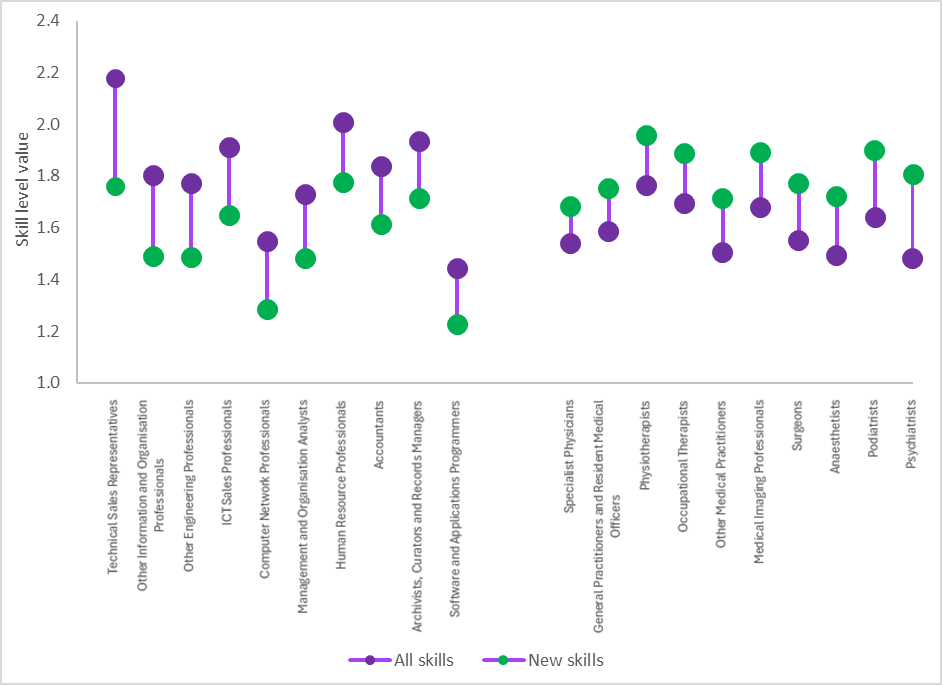 2.4
2.2
2.0
1.8
1.6
1.4
1.2
1.0
Skill level value
Technical Sales Representatives
Other Information and Organisation
Professionals
Other Engineering Professionals
ICT Sales Professionals
Computer Network Professionals
Management and Organisation Analysts
Human Resource Professionals
Accountants
Archivists, Curators and Records Managers
Software and Applications Programmers
Specialist Physicians
General Practitioners and Resident Medical
Officers
Physiotherapists
Occupational Therapists
Other Medical Practitioners
Medical Imaging Professionals
Surgeons
Anaesthetists
Podiatrists
Psychiatrists
All skills
New skills